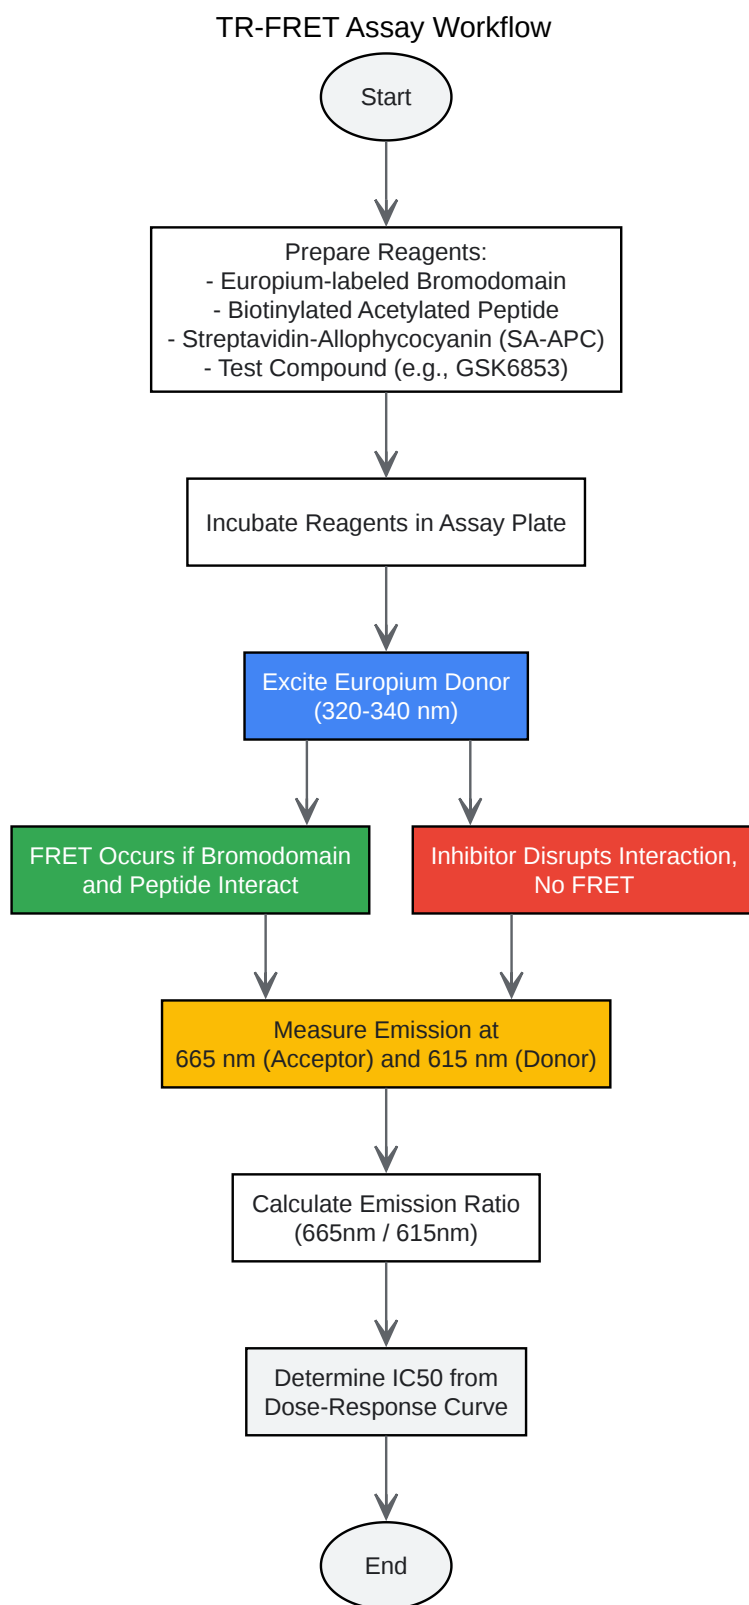 TR-FRET Assay Workflow
Start
Prepare Reagents:
- Europium-labeled Bromodomain
- Biotinylated Acetylated Peptide
- Streptavidin-Allophycocyanin (SA-APC)
- Test Compound (e.g., GSK6853)
Incubate Reagents in Assay Plate
Excite Europium Donor
(320-340 nm)
FRET Occurs if Bromodomain
and Peptide Interact
Inhibitor Disrupts Interaction,
No FRET
Measure Emission at
665 nm (Acceptor) and 615 nm (Donor)
Calculate Emission Ratio
(665nm / 615nm)
Determine IC50 from
Dose-Response Curve
End